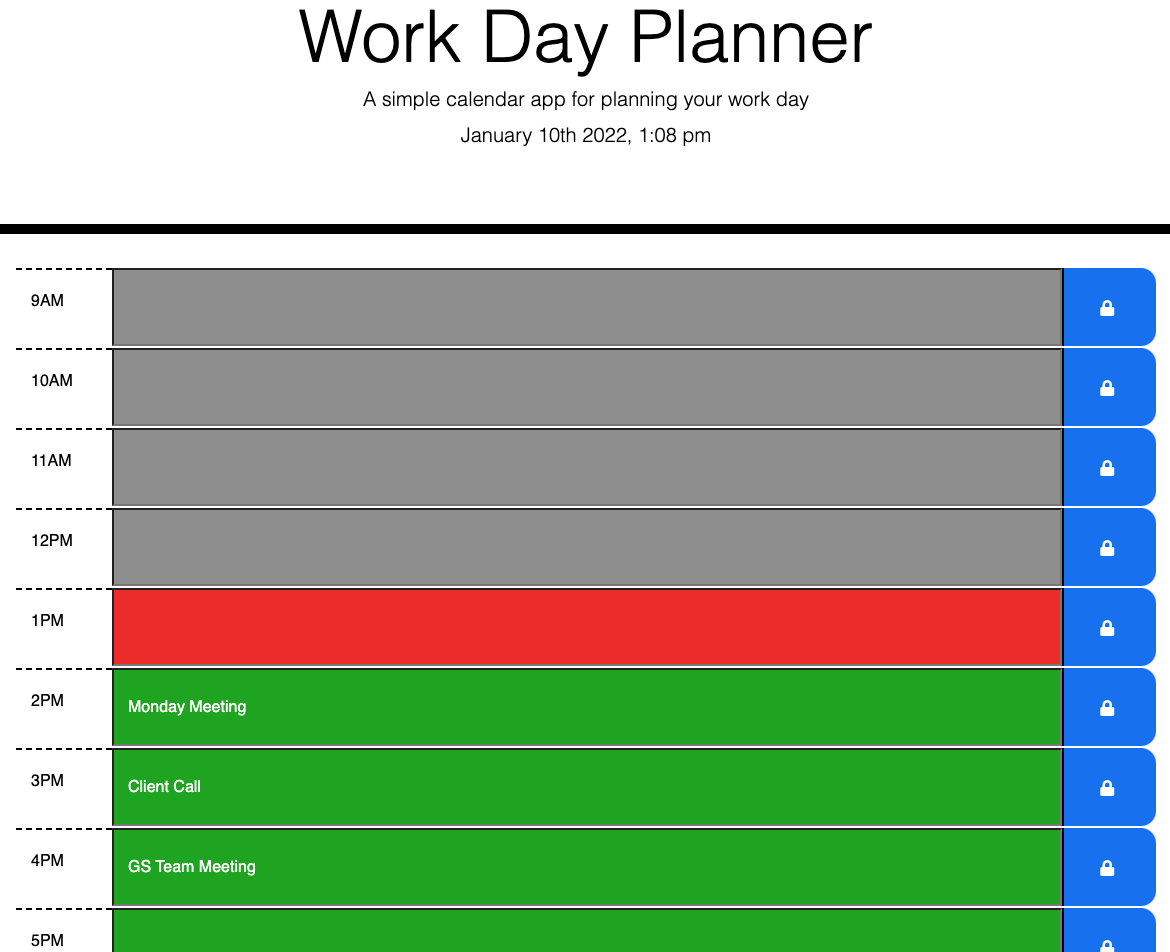 Work Day Planner
A simple calendar app for planning your work day
January 10th 2022, 1:08 pm
9AM
10AM
11AM
12PM
1PM
2PM
Monday Meeting
3PM
Client Call
4PM
GS Team Meeting
5PM